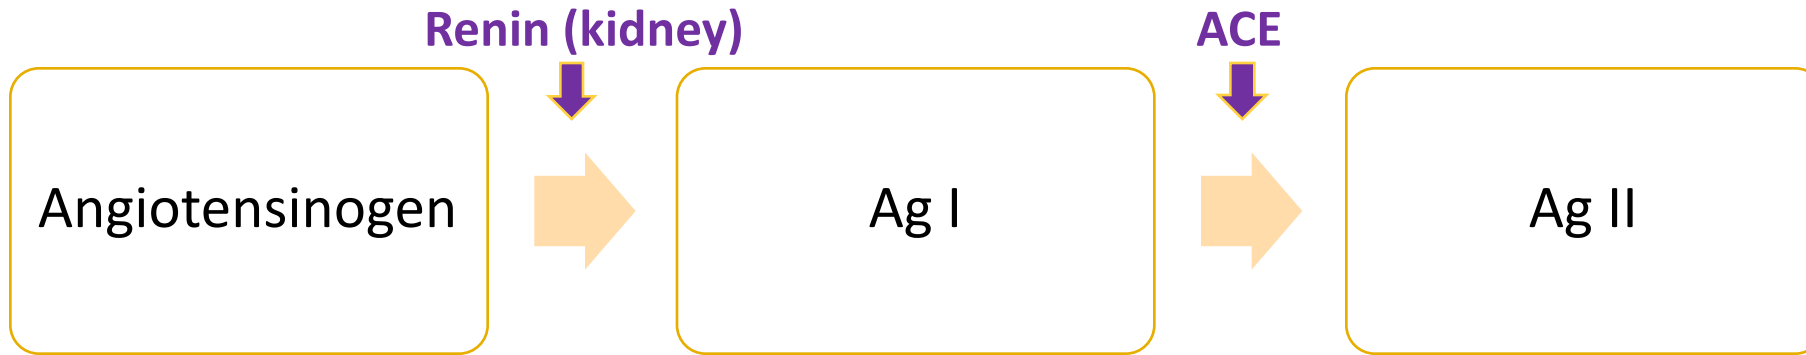 Renin (kidney) ACE
Angiotensinogen Ag I Ag II